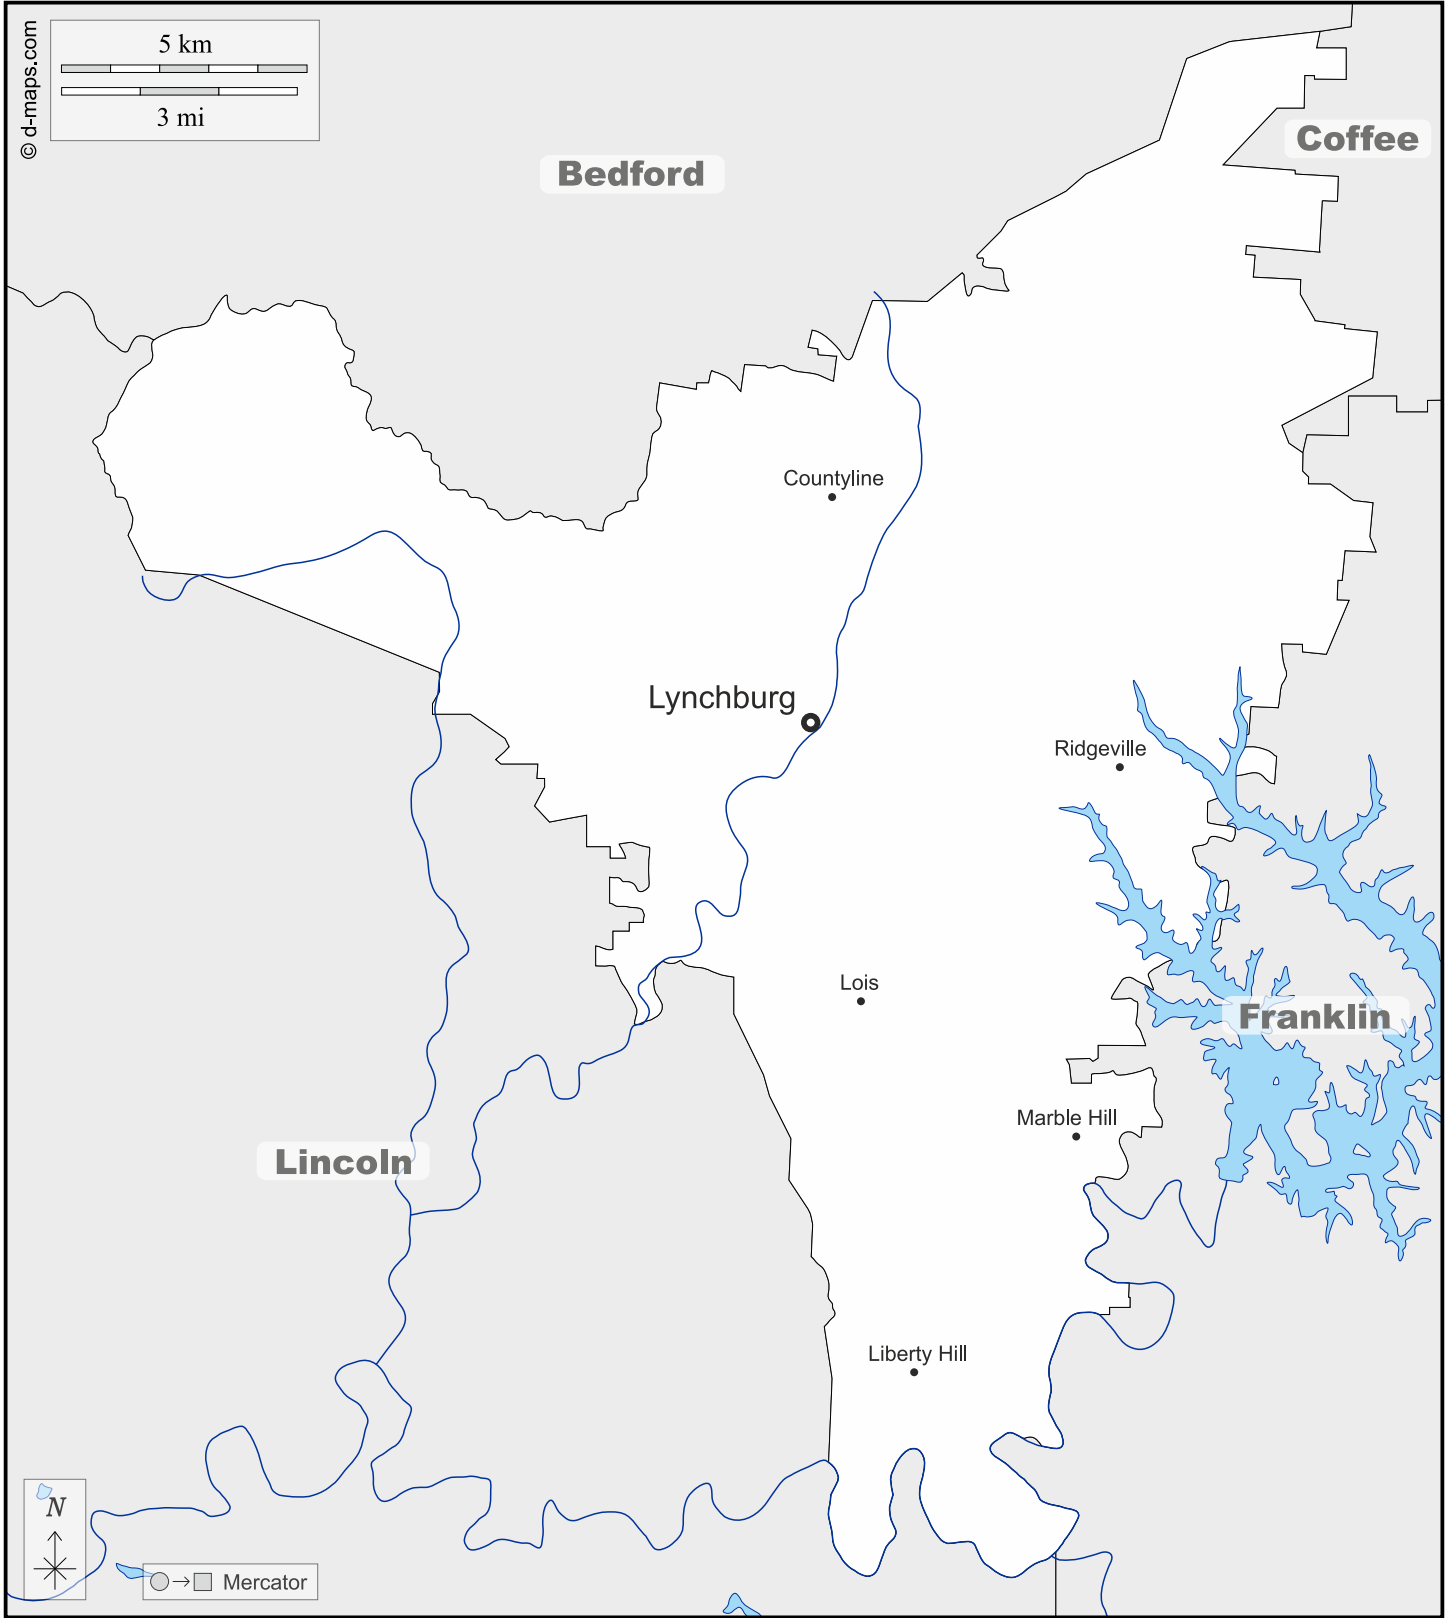 © d-maps.com
5 km
3 mi
Bedford
Coffee
Countyline
Lynchburg
Ridgeville
Lois
Franklin
Marble Hill
Lincoln
Liberty Hill
N
Mercator